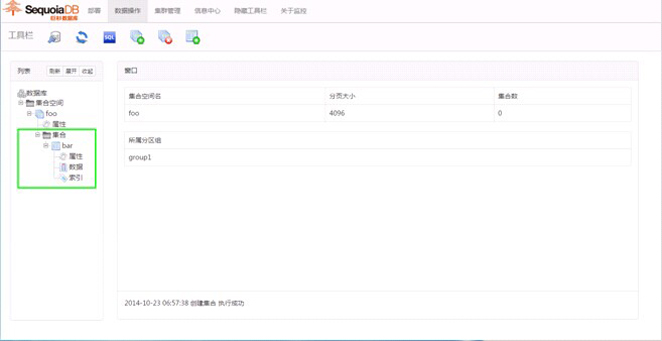 SequoiaDB
巨杉数据库
部署 数据操作 集群管理 信息中心 隐藏工具栏 关于监控
工具栏
SQL
列表 刷新 展开 收起
数据库
集合空间
foo
属性
集合
bar
属性
数据
索引
窗口
集合空间名 分页大小 集合数
foo 4096 0
所属分区组
group1
2014-10-23 06:57:38 创建集合 执行成功